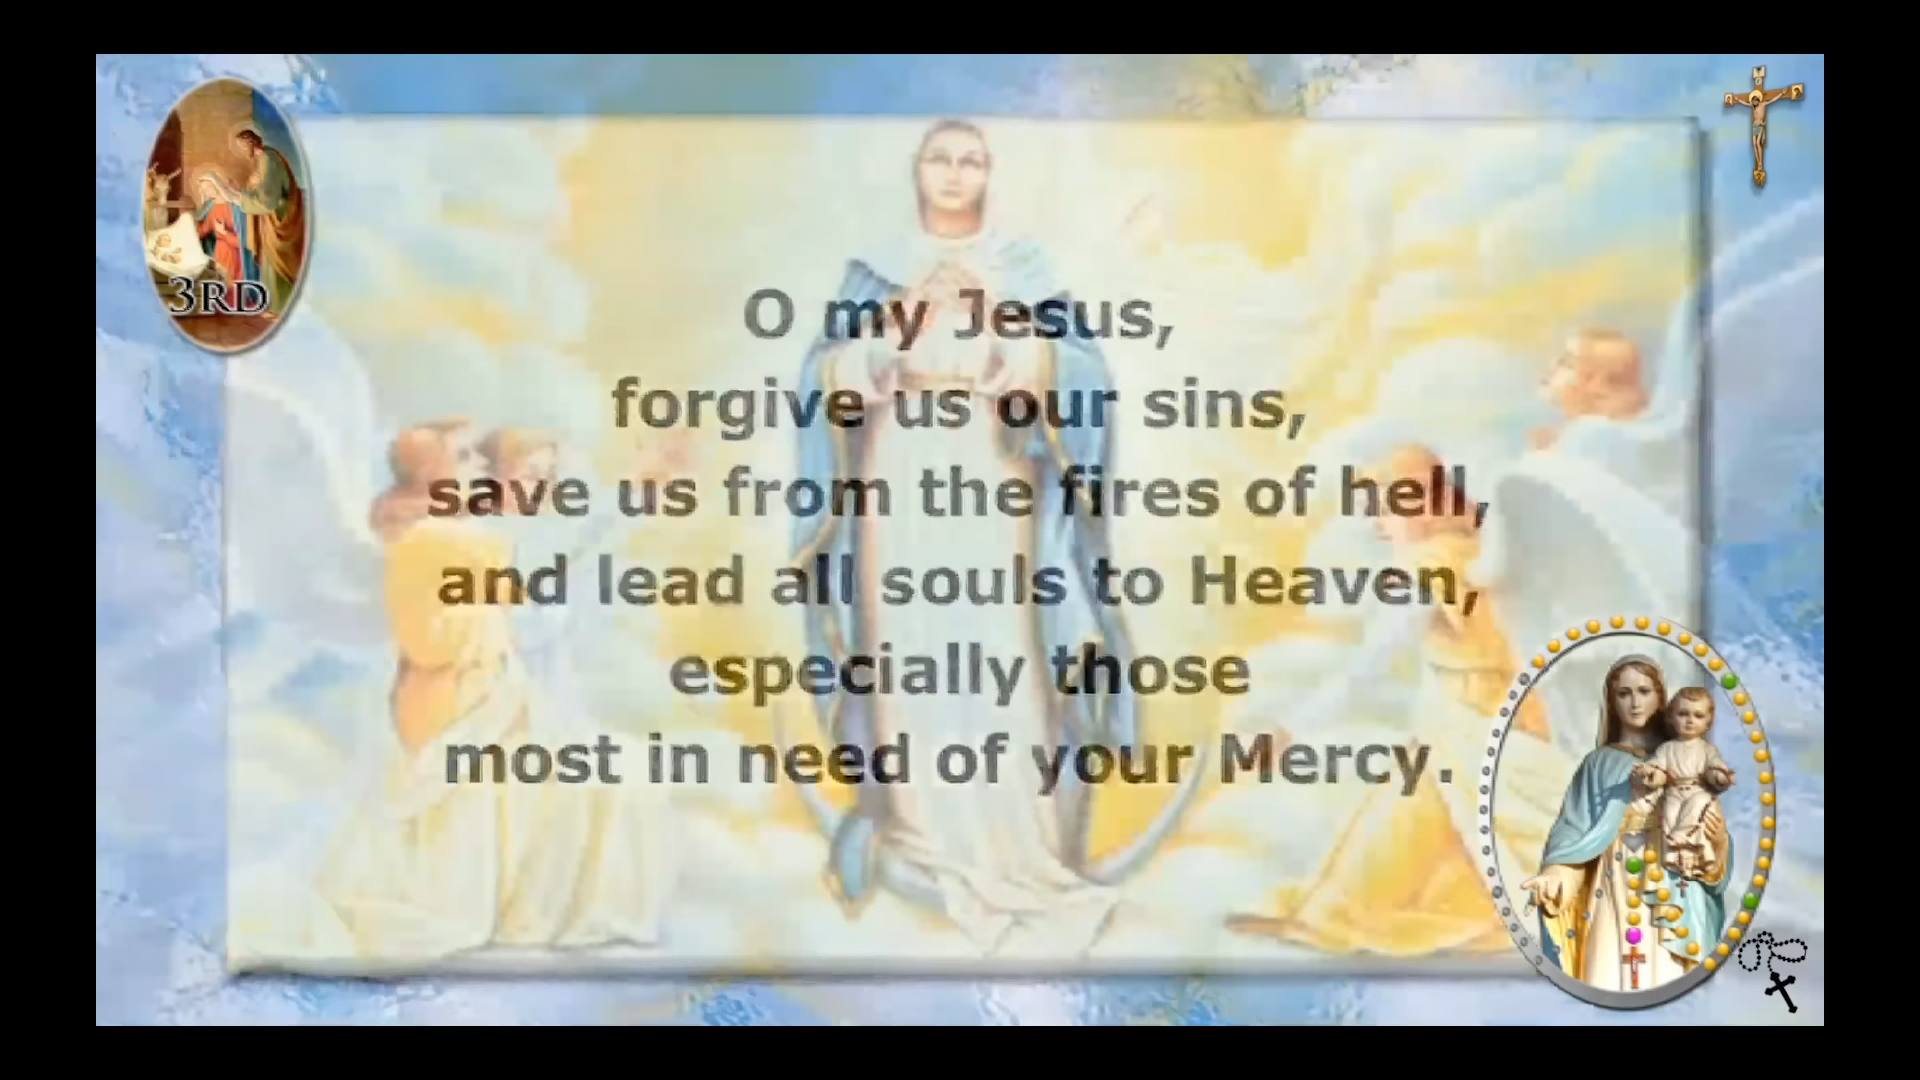 3RD
O my Jesus,
forgive us our sins,
save us from the fires of hell,
and lead all souls to Heaven,
especially those
most in need of your Mercy.